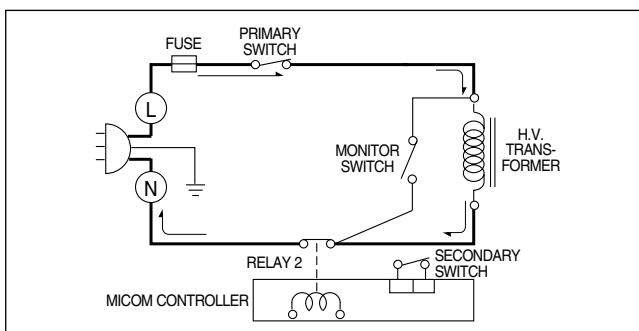 PRIMARY
SWITCH
FUSE
L
MONITOR
SWITCH
H.V.
TRANS-
FORMER
N
RELAY 2
SECONDARY
SWITCH
MICOM CONTROLLER